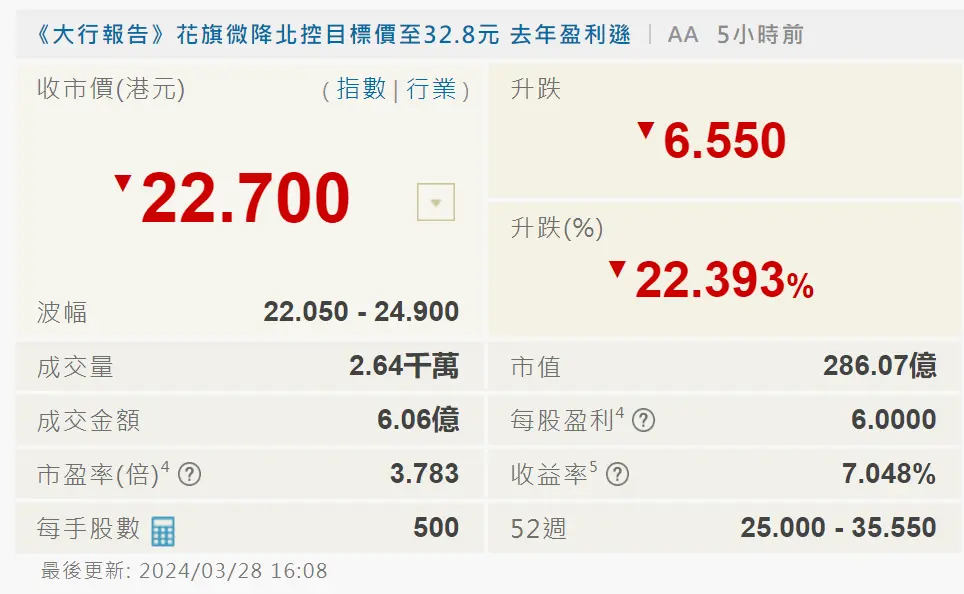 《大行報告》花旗微降北控目標價至32.8元 去年盈利遜 | AA 5小時前
收市價(港元) (指數|行業)
▼22.700
波幅 22.050 - 24.900
升跌
▼6.550
升跌(%)
▼22.393%
成交量 2.64千萬 市值 286.07億
成交金額 6.06億 每股盈利4 ? 6.0000
市盈率(倍)4 ? 3.783 收益率5 ? 7.048%
每手股數 500 52週 25.000 - 35.550
最後更新: 2024/03/28 16:08